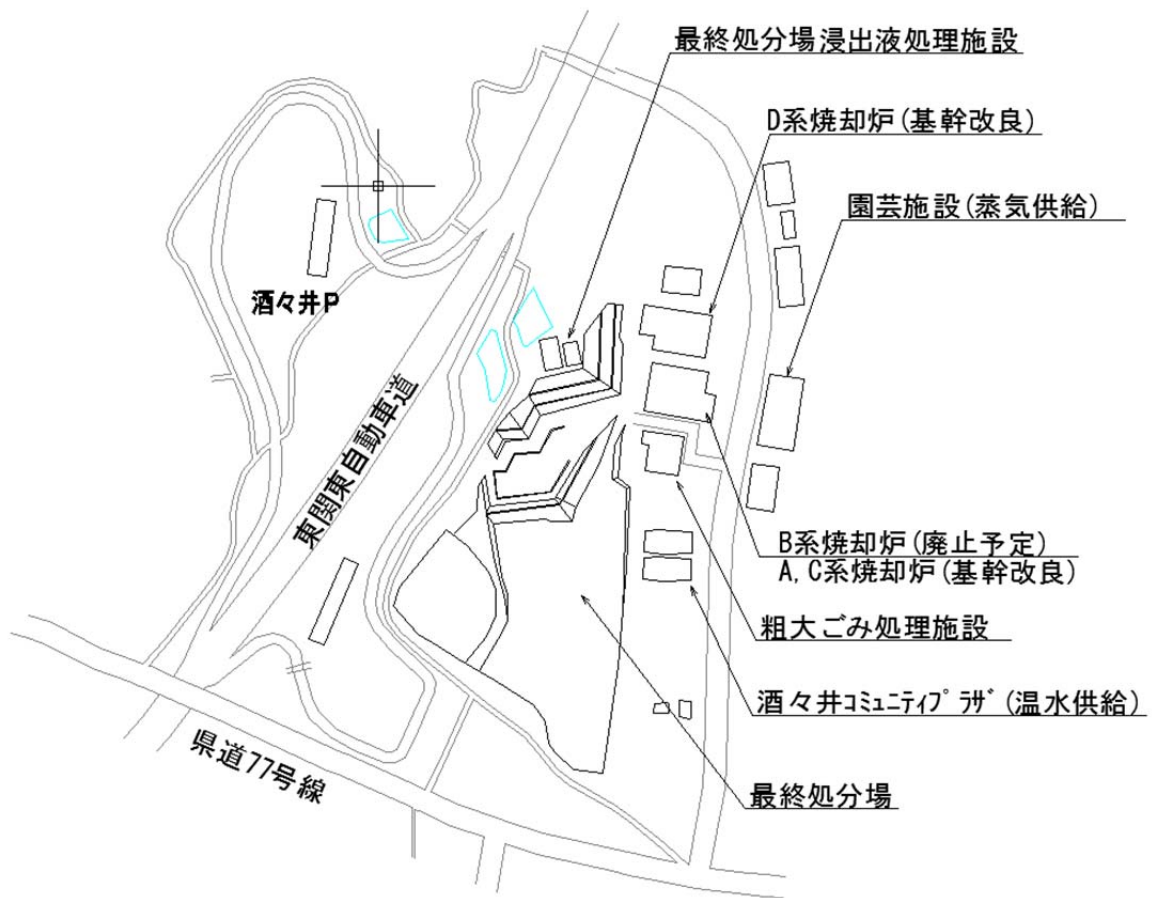 最終処分場浸出液処理施設
D系焼却炉(基幹改良)
園芸施設(蒸気供給)
酒々井P
東関東自動車道
B系焼却炉(廃止予定)
A,C系焼却炉(基幹改良)
粗大ごみ処理施設
酒々井ｺﾐｭﾆﾃｨﾌﾟﾗｻﾞ(温水供給)
県道77号線
最終処分場